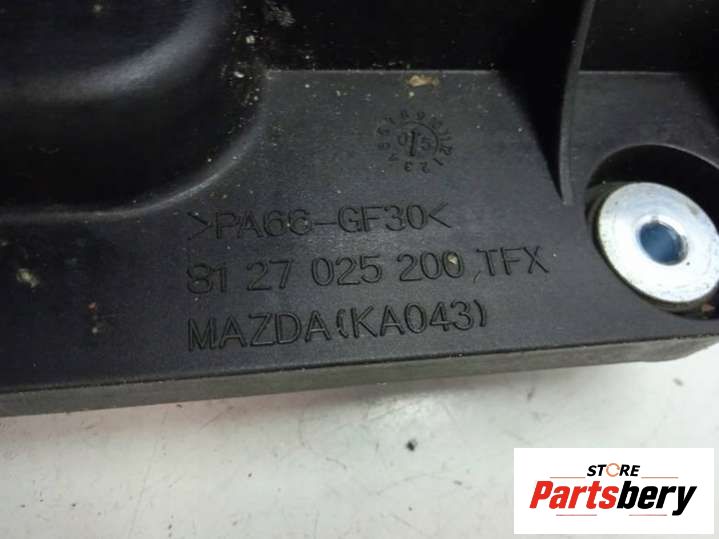 >PA66-GF30<
81 27 025 200 TFX
MAZDA(KA043)
STORE
Partsbery